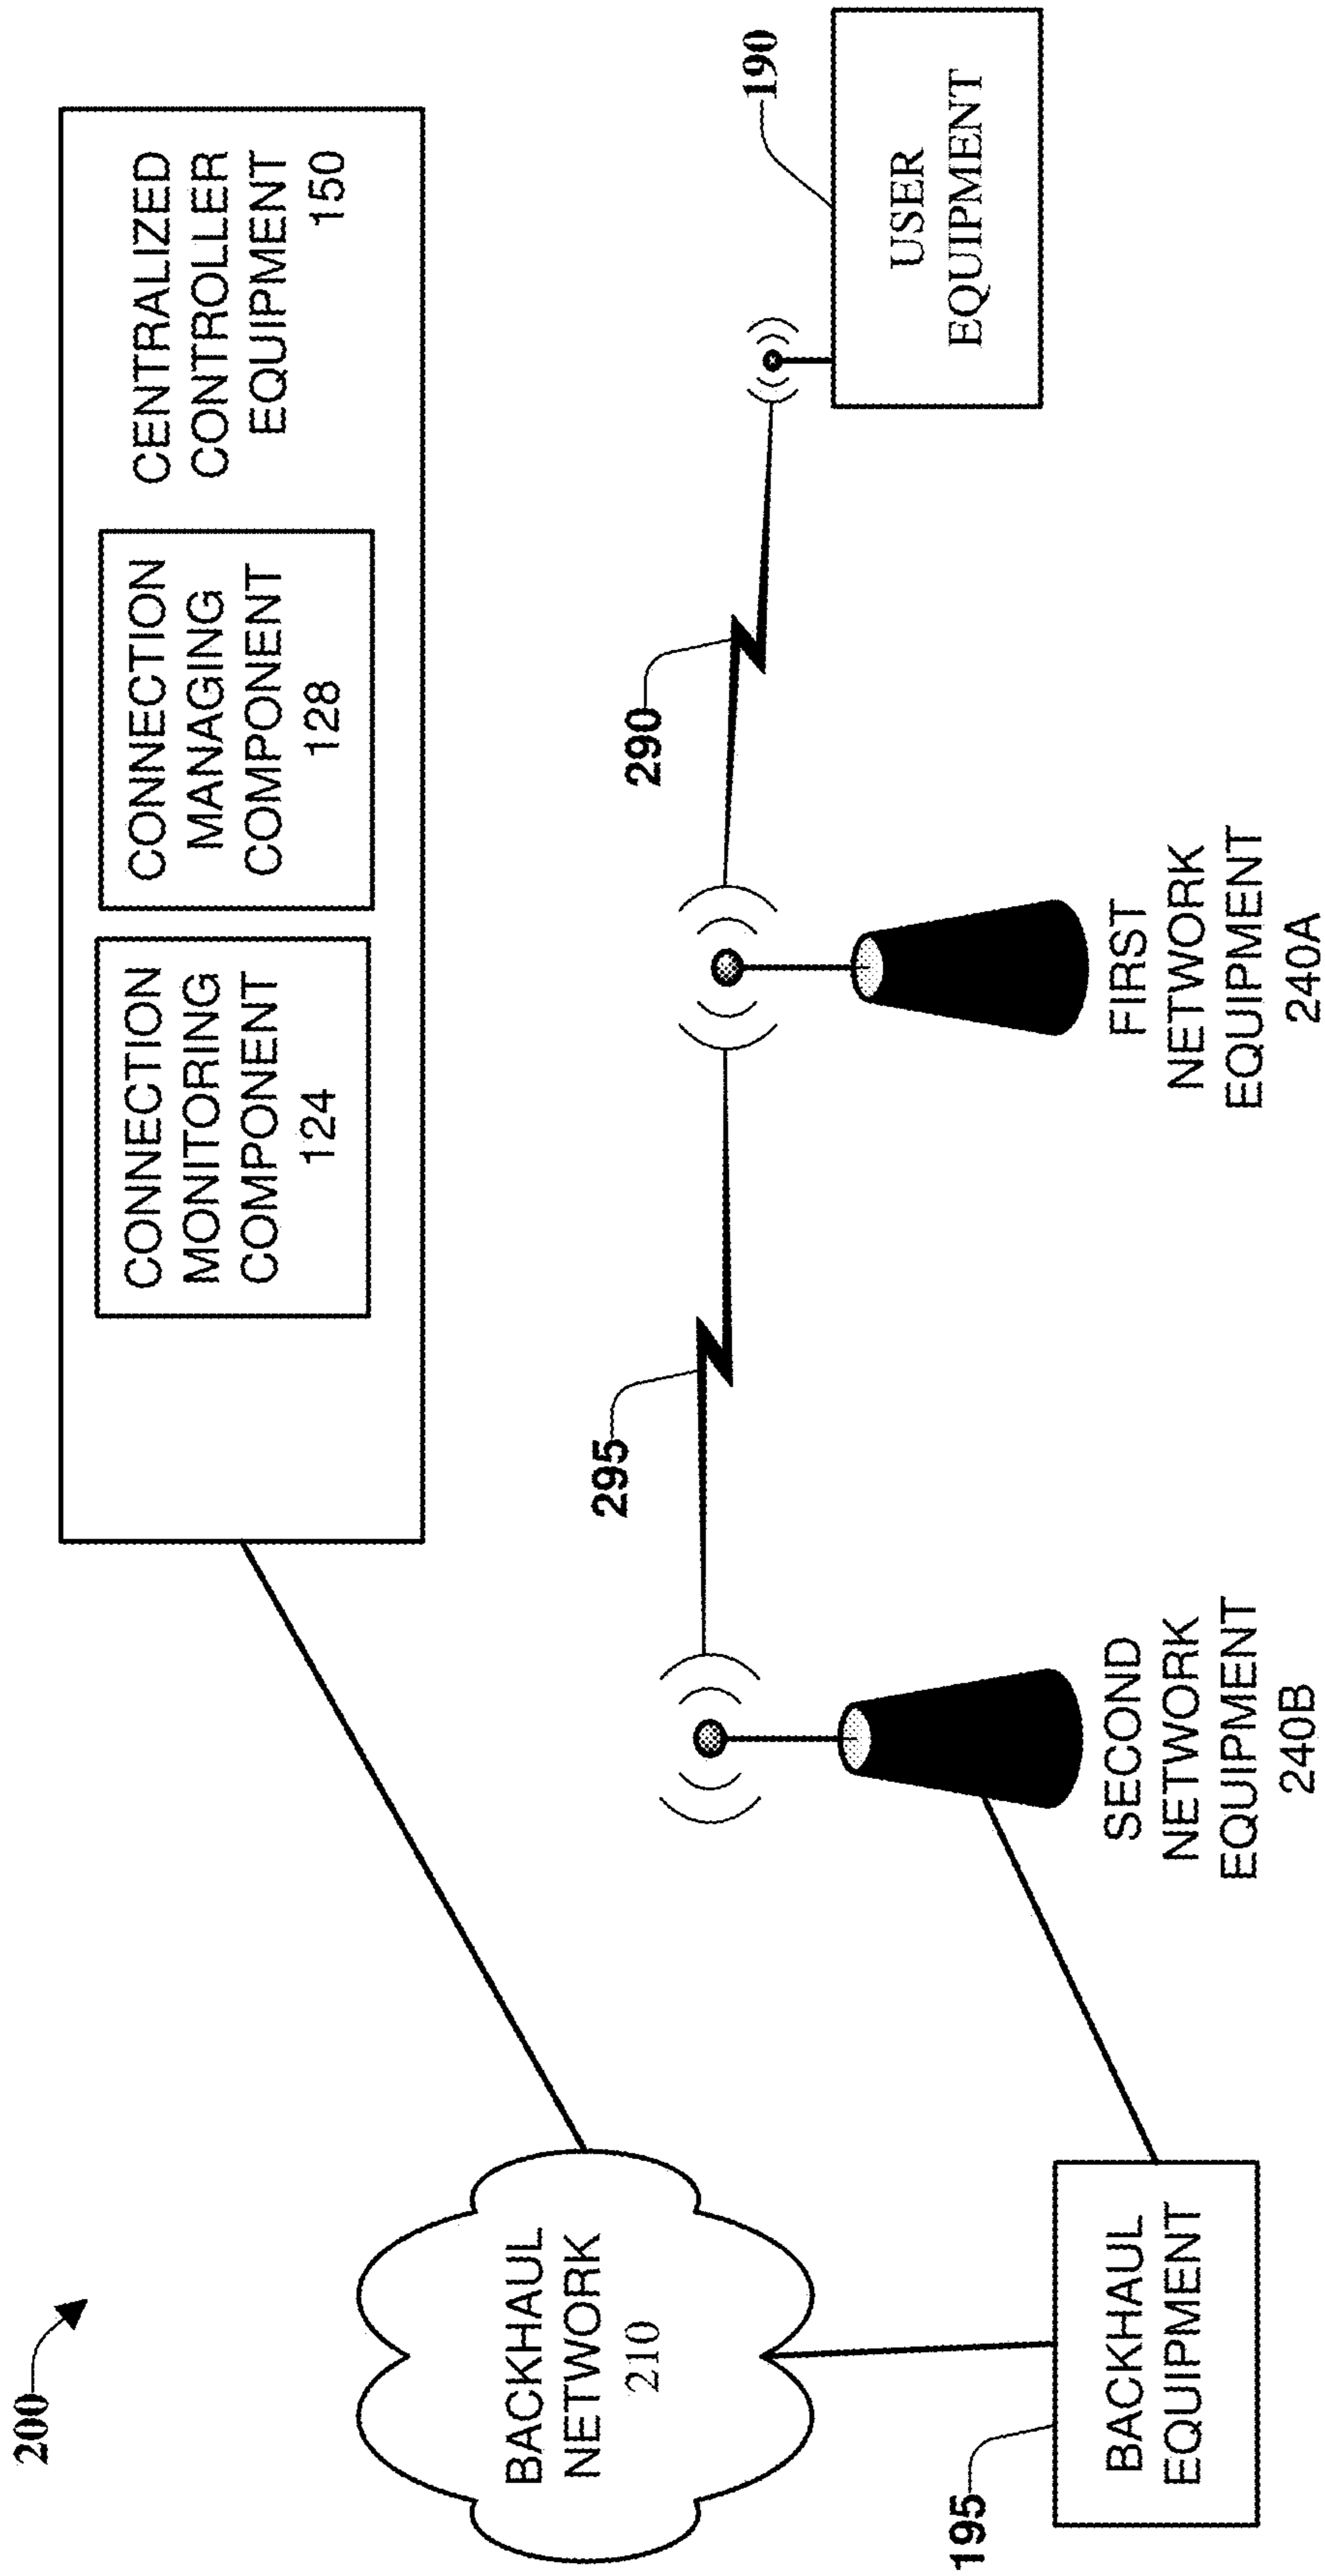 200
CENTRALIZED
CONTROLLER
EQUIPMENT
150
CONNECTION
MONITORING
COMPONENT
124
CONNECTION
MANAGING
COMPONENT
128
BACKHAUL
NETWORK
210
295
290
190
USER
EQUIPMENT
195
BACKHAUL
EQUIPMENT
SECOND
NETWORK
EQUIPMENT
240B
FIRST
NETWORK
EQUIPMENT
240A